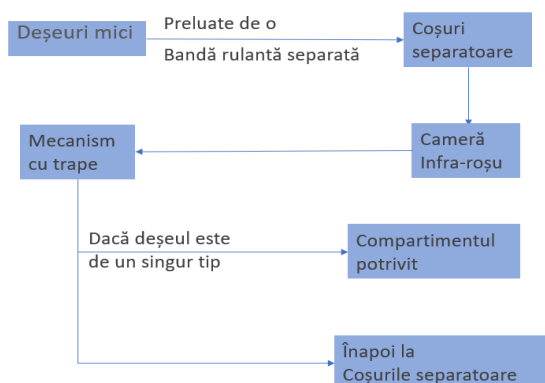 Deșeuri mici
Preluate de o
Bandă rulantă separată
Coșuri
separatoare
Cameră
Infra-roșu
Mecanism
cu trape
Dacă deșeul este
de un singur tip
Compartimentul
potrivit
Înapoi la
Coșurile separatoare